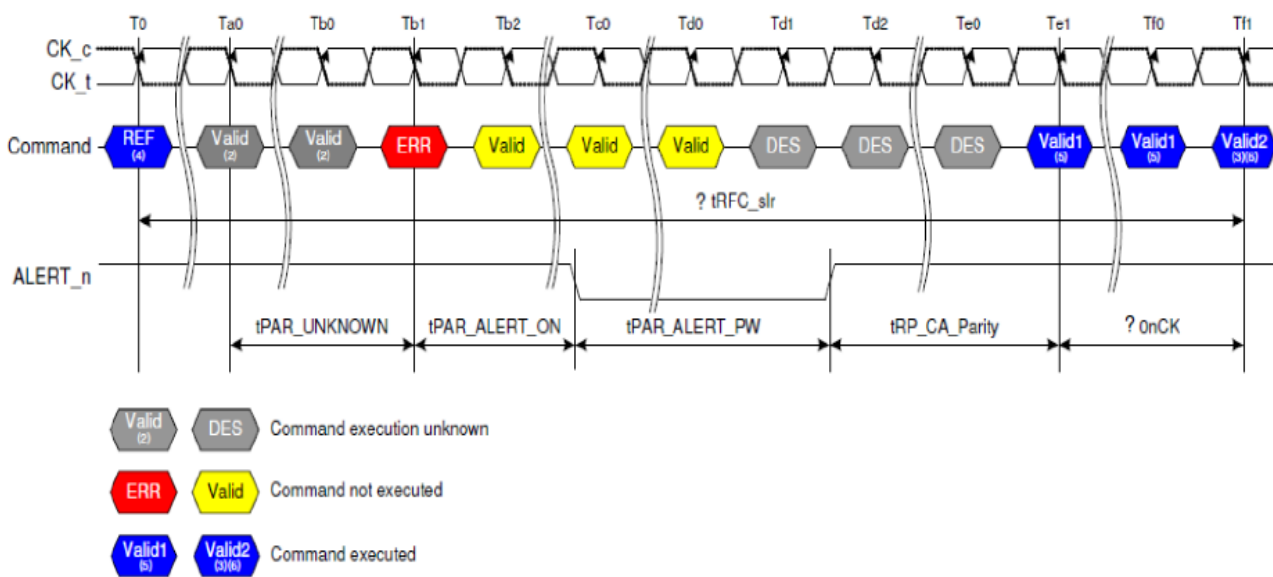 T0 Ta0 Tb0 Tb1 Tb2 Tc0 Td0 Td1 Td2 Te0 Te1 Tf0 Tf1
CK_c
CK_t
Command REF (4) Valid (2) Valid (2) ERR Valid Valid Valid DES DES DES Valid1 (5) Valid1 (5) Valid2 (3)(6)
? tRFC_slr
ALERT_n
tPAR_UNKNOWN tPAR_ALERT_ON tPAR_ALERT_PW tRP_CA_Parity ? 0nCK
Valid (2) DES Command execution unknown
ERR Valid Command not executed
Valid1 (5) Valid2 (3)(6) Command executed